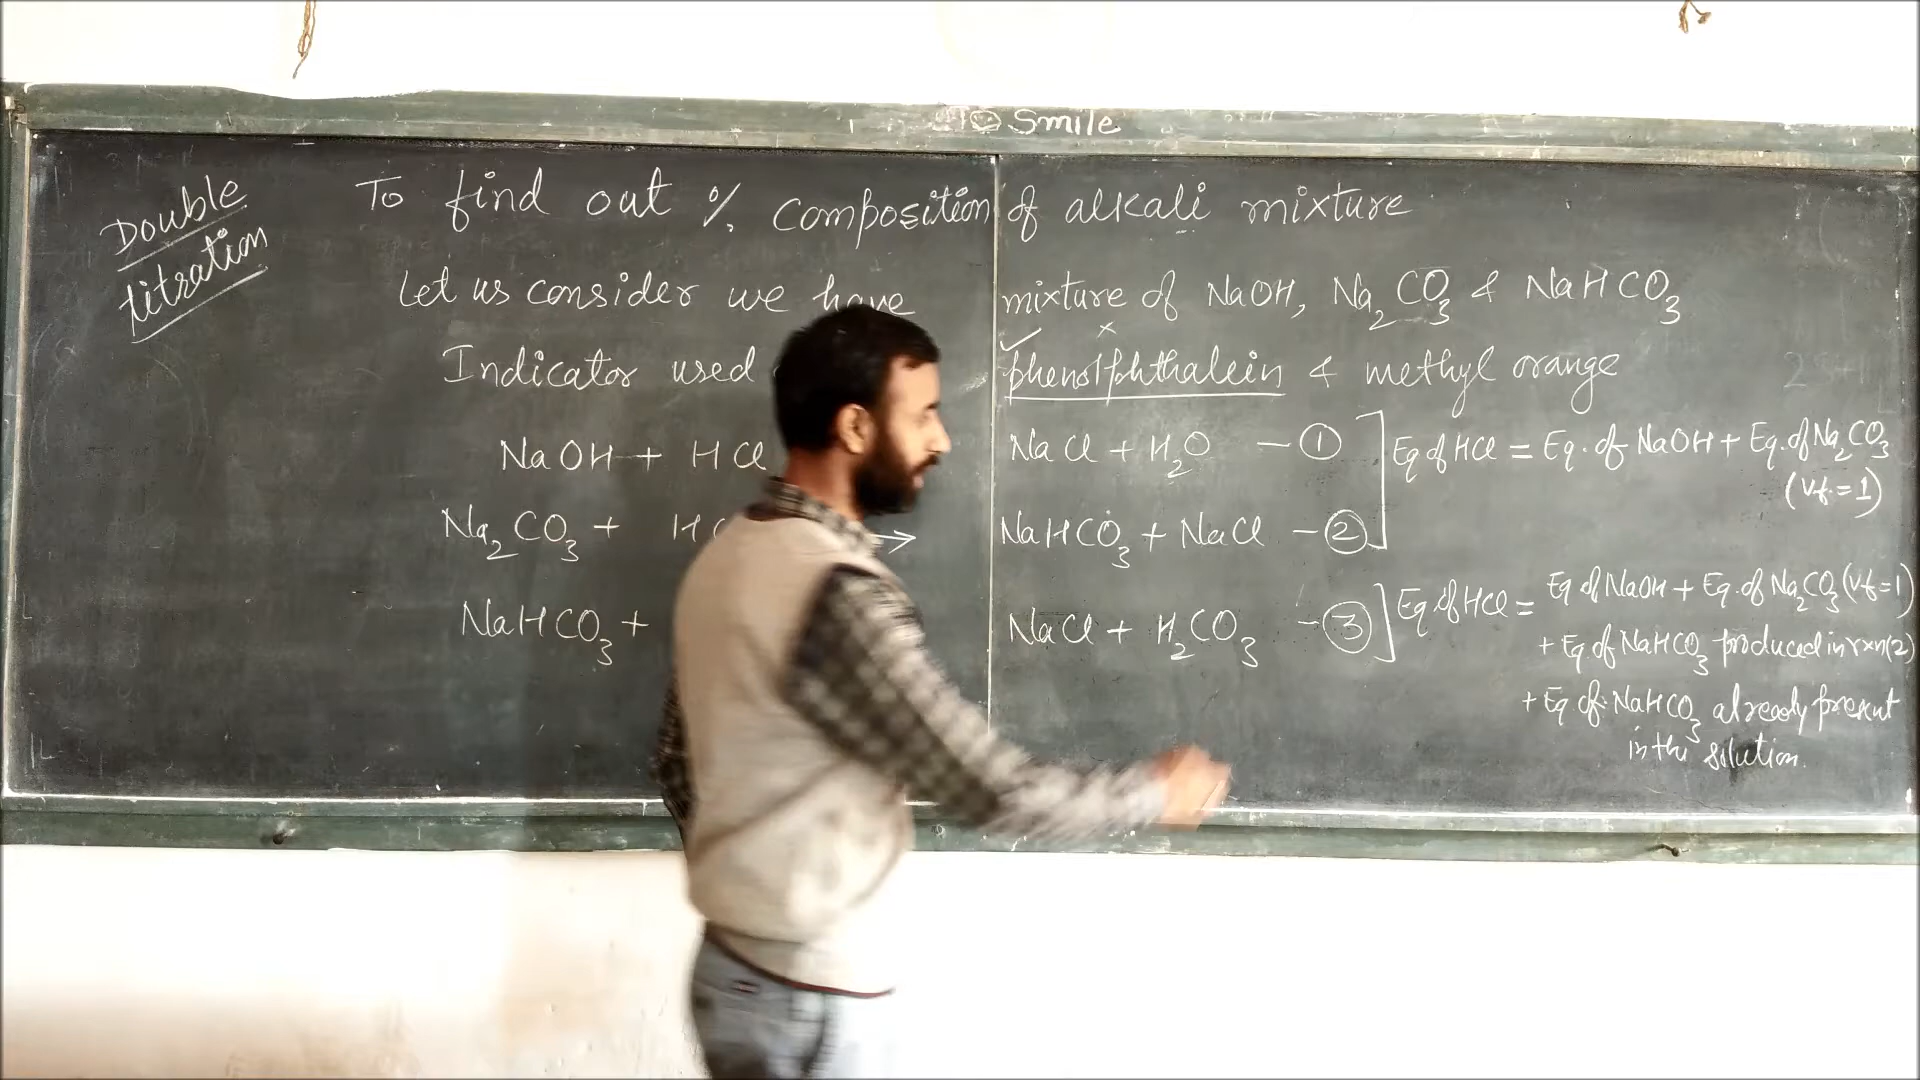 ☺ Smile
Double
titration
To find out % composition of alkali mixture
Let us consider we have mixture of NaOH, Na₂CO₃ & NaHCO₃
Indicator used phenolphthalein & methyl orange
NaOH + HCl NaCl + H₂O — ①
Eq of HCl = Eq. of NaOH + Eq. of Na₂CO₃
(v.f. = 1)
Na₂CO₃ + → NaHCO₃ + NaCl — ②
NaHCO₃ + NaCl + H₂CO₃ — ③
Eq of HCl = Eq of NaOH + Eq. of Na₂CO₃ (v.f = 1)
+ Eq. of NaHCO₃ produced in rxn (2)
+ Eq. of NaHCO₃ already present
in the solution.